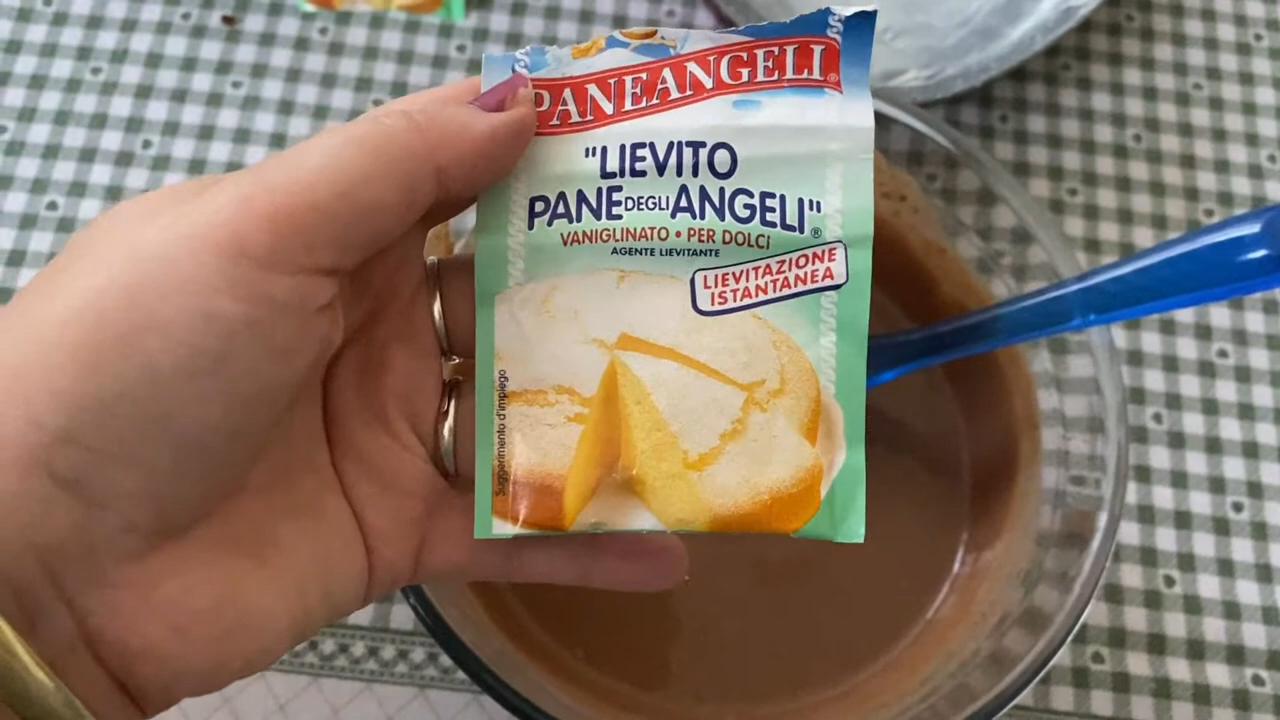 PANEANGELI®
"LIEVITO
PANE DEGLI ANGELI"®
VANIGLINATO • PER DOLCI
AGENTE LIEVITANTE
LIEVITAZIONE
ISTANTANEA
Suggerimento d'impiego